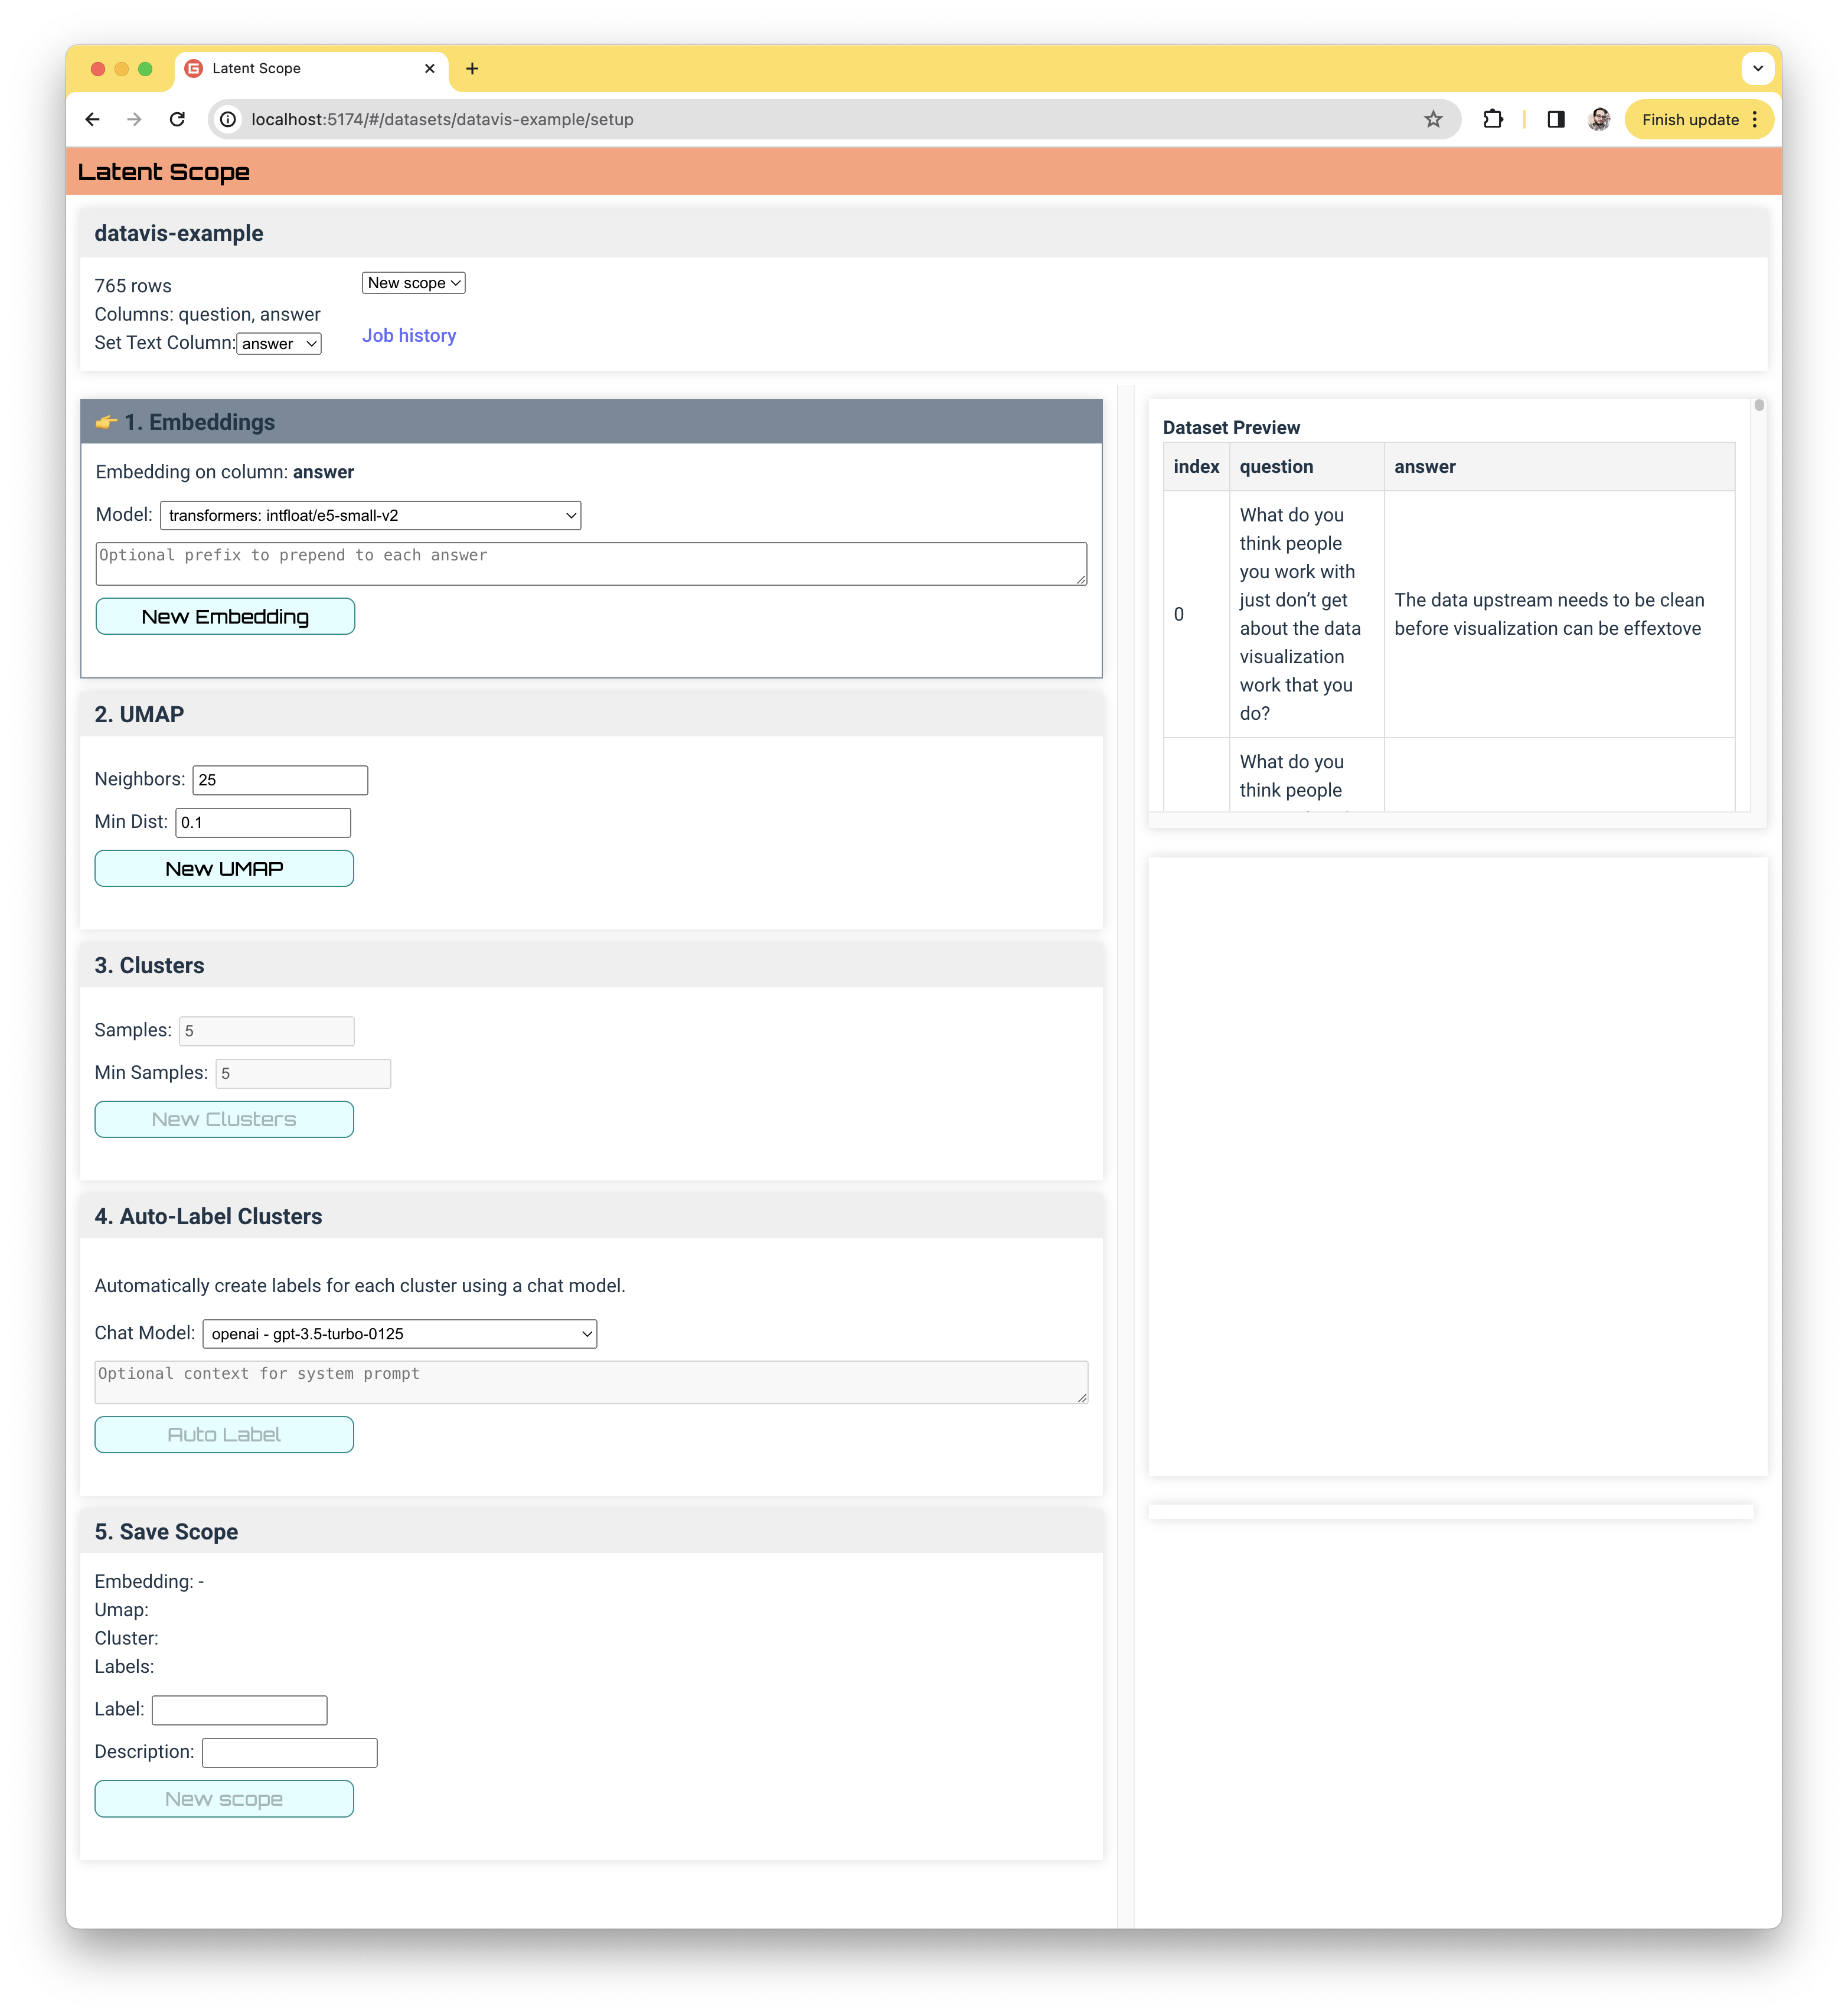 Latent Scope
localhost:5174/#/datasets/datavis-example/setup
Finish update
Latent Scope
datavis-example
765 rows
New scope
Columns: question, answer
Job history
Set Text Column: answer
👉 1. Embeddings
Embedding on column: answer
Model: transformers: intfloat/e5-small-v2
Optional prefix to prepend to each answer
New Embedding
2. UMAP
Neighbors: 25
Min Dist: 0.1
New UMAP
3. Clusters
Samples: 5
Min Samples: 5
New Clusters
4. Auto-Label Clusters
Automatically create labels for each cluster using a chat model.
Chat Model: openai - gpt-3.5-turbo-0125
Optional context for system prompt
Auto Label
5. Save Scope
Embedding: -
Umap:
Cluster:
Labels:
Label:
Description:
New scope
Dataset Preview
index question answer
0
What do you
think people
you work with
just don’t get
about the data
visualization
work that you
do?
The data upstream needs to be clean
before visualization can be effextove
What do you
think people